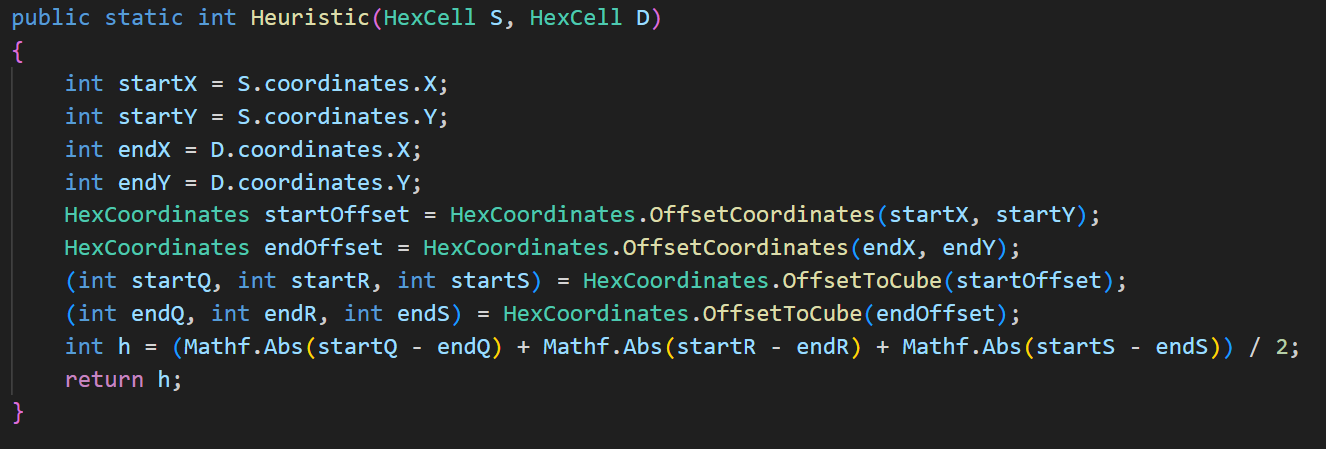 public static int Heuristic(HexCell S, HexCell D)
{
    int startX = S.coordinates.X;
    int startY = S.coordinates.Y;
    int endX = D.coordinates.X;
    int endY = D.coordinates.Y;
    HexCoordinates startOffset = HexCoordinates.OffsetCoordinates(startX, startY);
    HexCoordinates endOffset = HexCoordinates.OffsetCoordinates(endX, endY);
    (int startQ, int startR, int startS) = HexCoordinates.OffsetToCube(startOffset);
    (int endQ, int endR, int endS) = HexCoordinates.OffsetToCube(endOffset);
    int h = (Mathf.Abs(startQ - endQ) + Mathf.Abs(startR - endR) + Mathf.Abs(startS - endS)) / 2;
    return h;
}